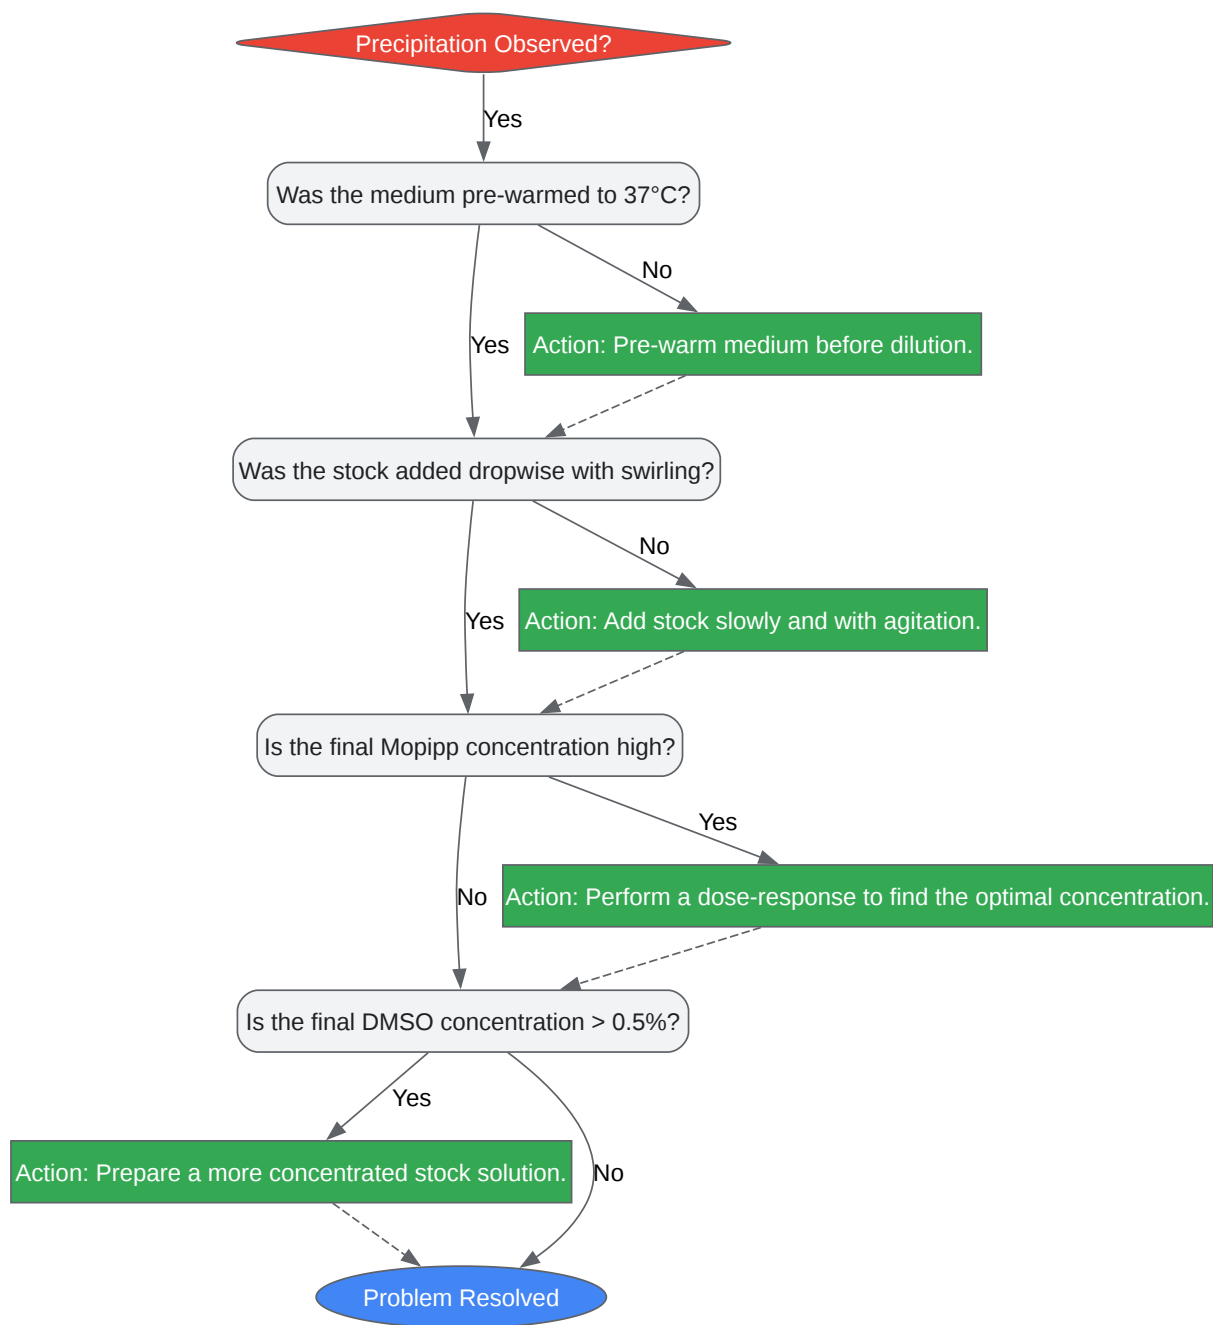 Precipitation Observed?
Yes
Was the medium pre-warmed to 37°C?
No
Yes
Action: Pre-warm medium before dilution.
Was the stock added dropwise with swirling?
No
Yes
Action: Add stock slowly and with agitation.
Is the final Mopipp concentration high?
Yes
No
Action: Perform a dose-response to find the optimal concentration.
Is the final DMSO concentration > 0.5%?
Yes
Action: Prepare a more concentrated stock solution.
No
Problem Resolved